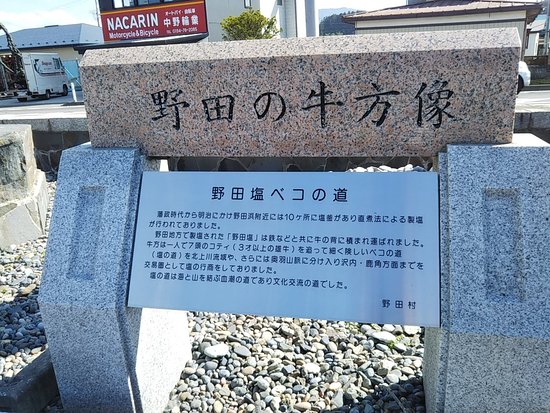 NACARIN
Motorcycle&Bicycle
オートバイ・自転車
中野輪業
野田の牛方像
野田塩ベコの道
藩政時代から明治にかけ野田浜附近には10ヶ所に塩釜があり直煮法による製塩
が行われておりました。
野田地方で製塩された「野田塩」は鉄などと共に牛の背に積まれ運ばれました。
牛方は一人で7頭のコティ(3才以上の雄牛)を追って細く険しいベコの道
(塩の道)を北上川流域や、さらには奥羽山脈に分け入り沢内・鹿角方面までを
交易圏として塩の行商をしておりました。
塩の道は海と山を結ぶ血潮の道であり文化交流の道でした。
野田村